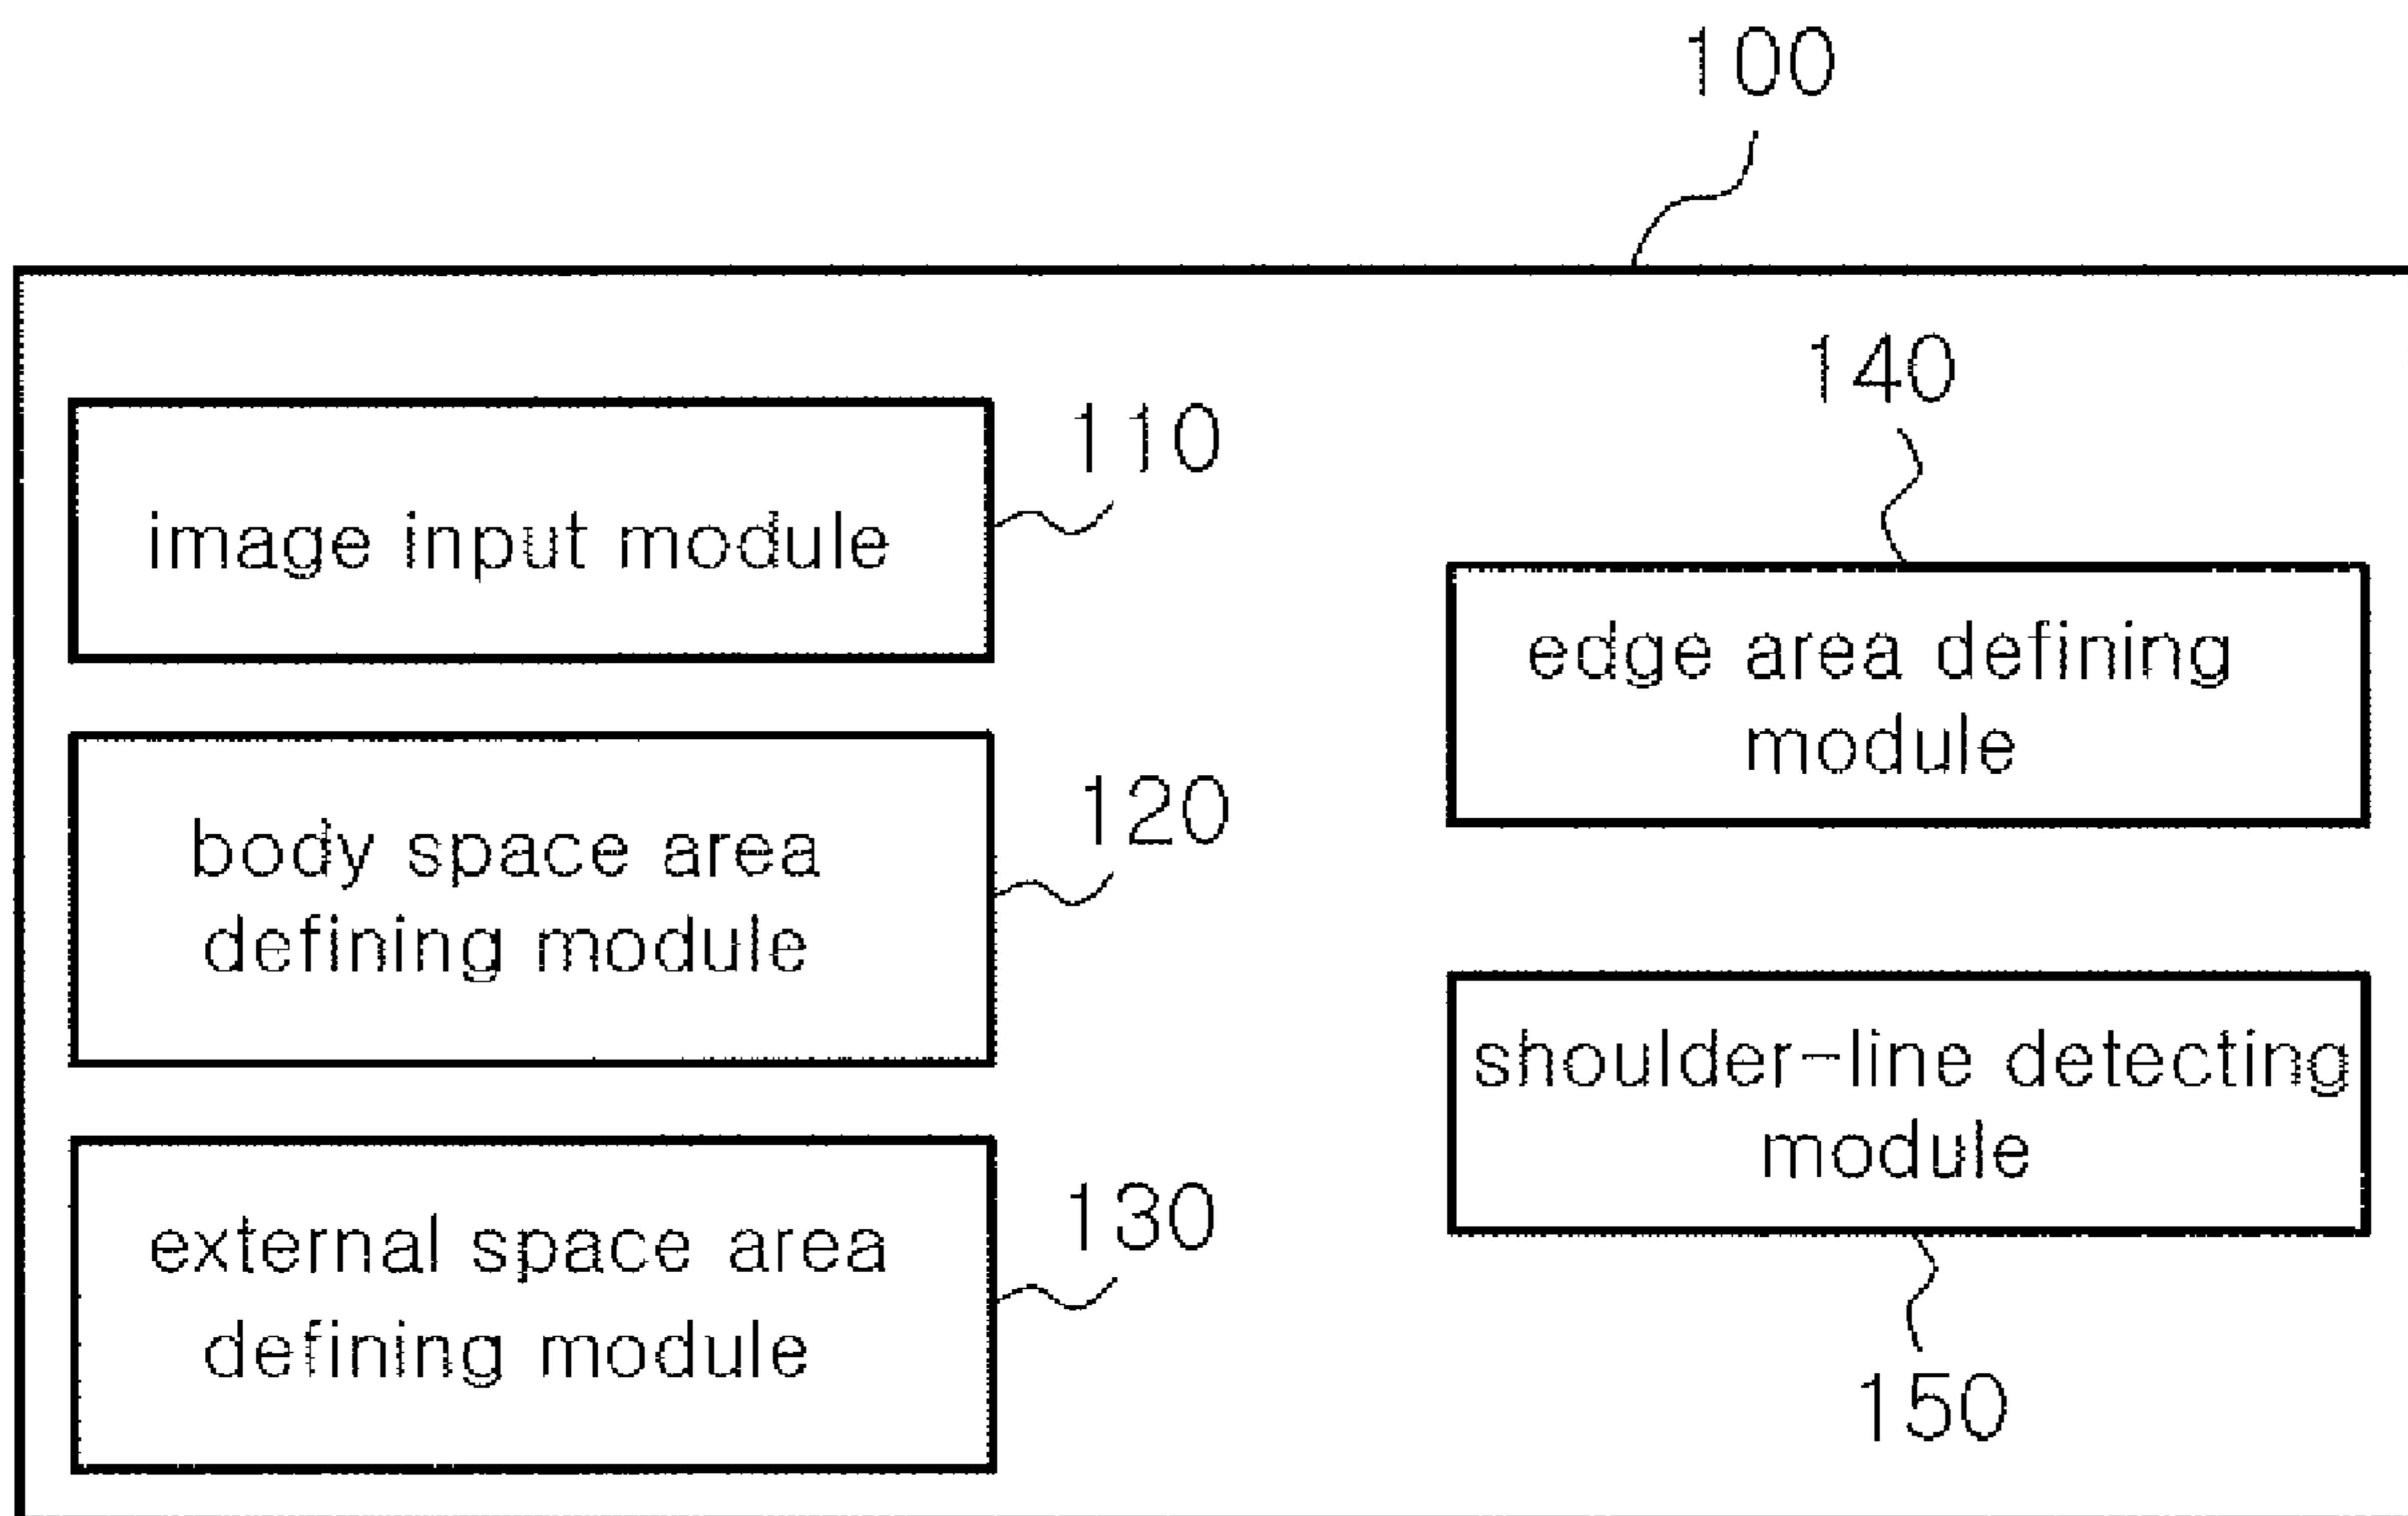 100
image input module
110
body space area
defining module
120
external space area
defining module
130
140
edge area defining
module
shoulder-line detecting
module
150